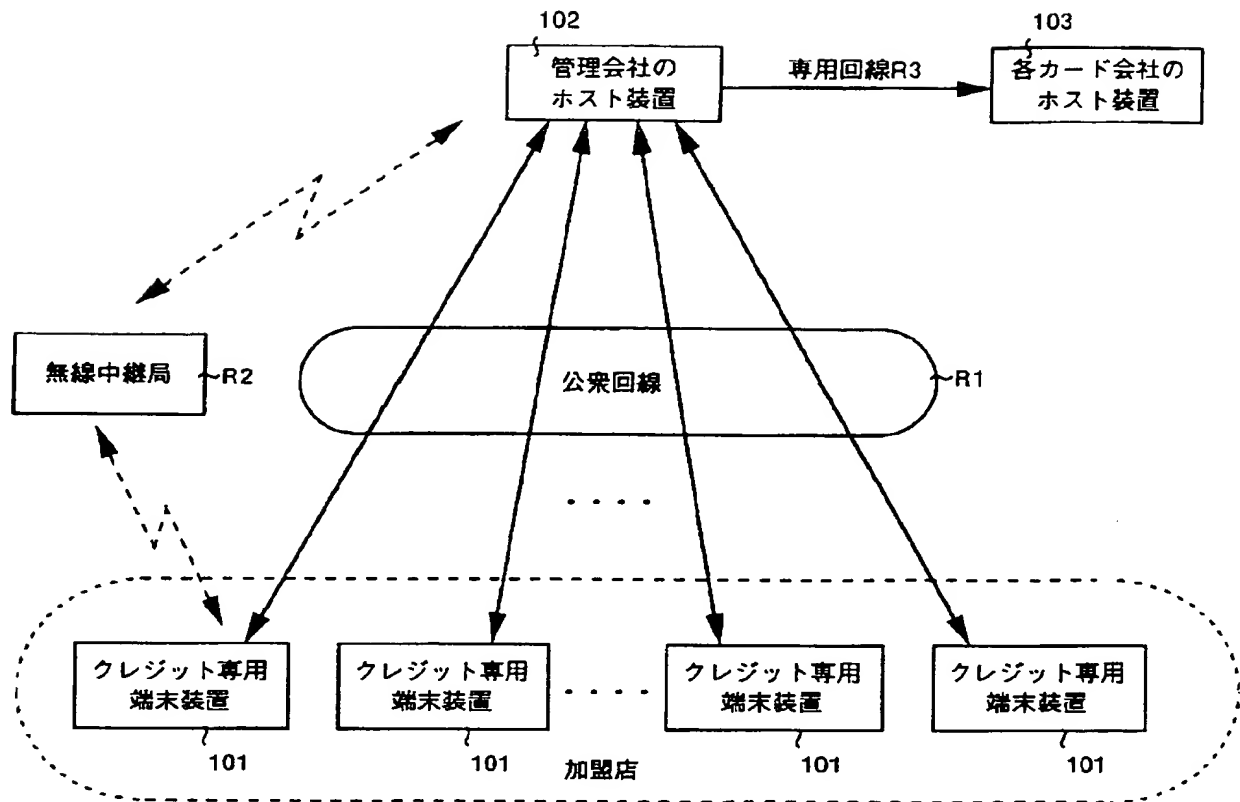 102
管理会社の
ホスト装置
専用回線R3
103
各カード会社の
ホスト装置
無線中継局
R2
公衆回線
R1
クレジット専用
端末装置
101
クレジット専用
端末装置
101
クレジット専用
端末装置
101
クレジット専用
端末装置
101
加盟店